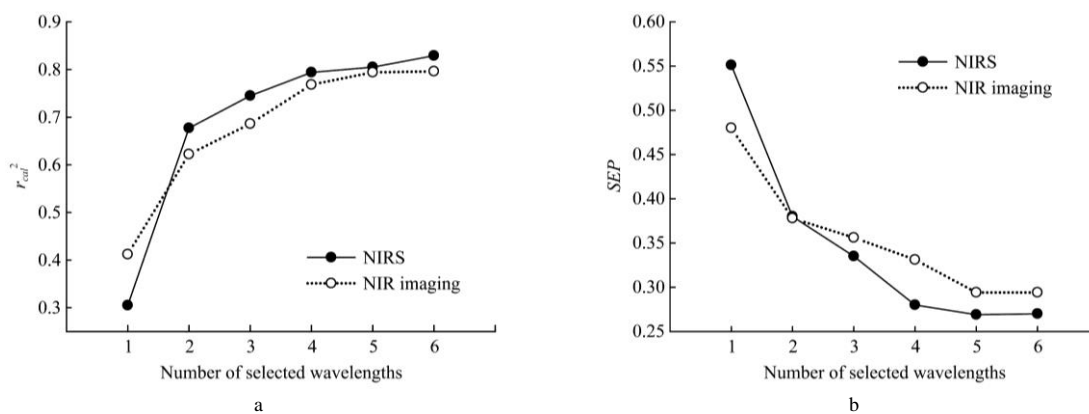 0.9
0.8
0.7
0.6
0.5
0.4
0.3
r_cal^2
NIRS
NIR imaging
1 2 3 4 5 6
Number of selected wavelengths
a
0.60
0.55
0.50
0.45
0.40
0.35
0.30
0.25
SEP
NIRS
NIR imaging
1 2 3 4 5 6
Number of selected wavelengths
b